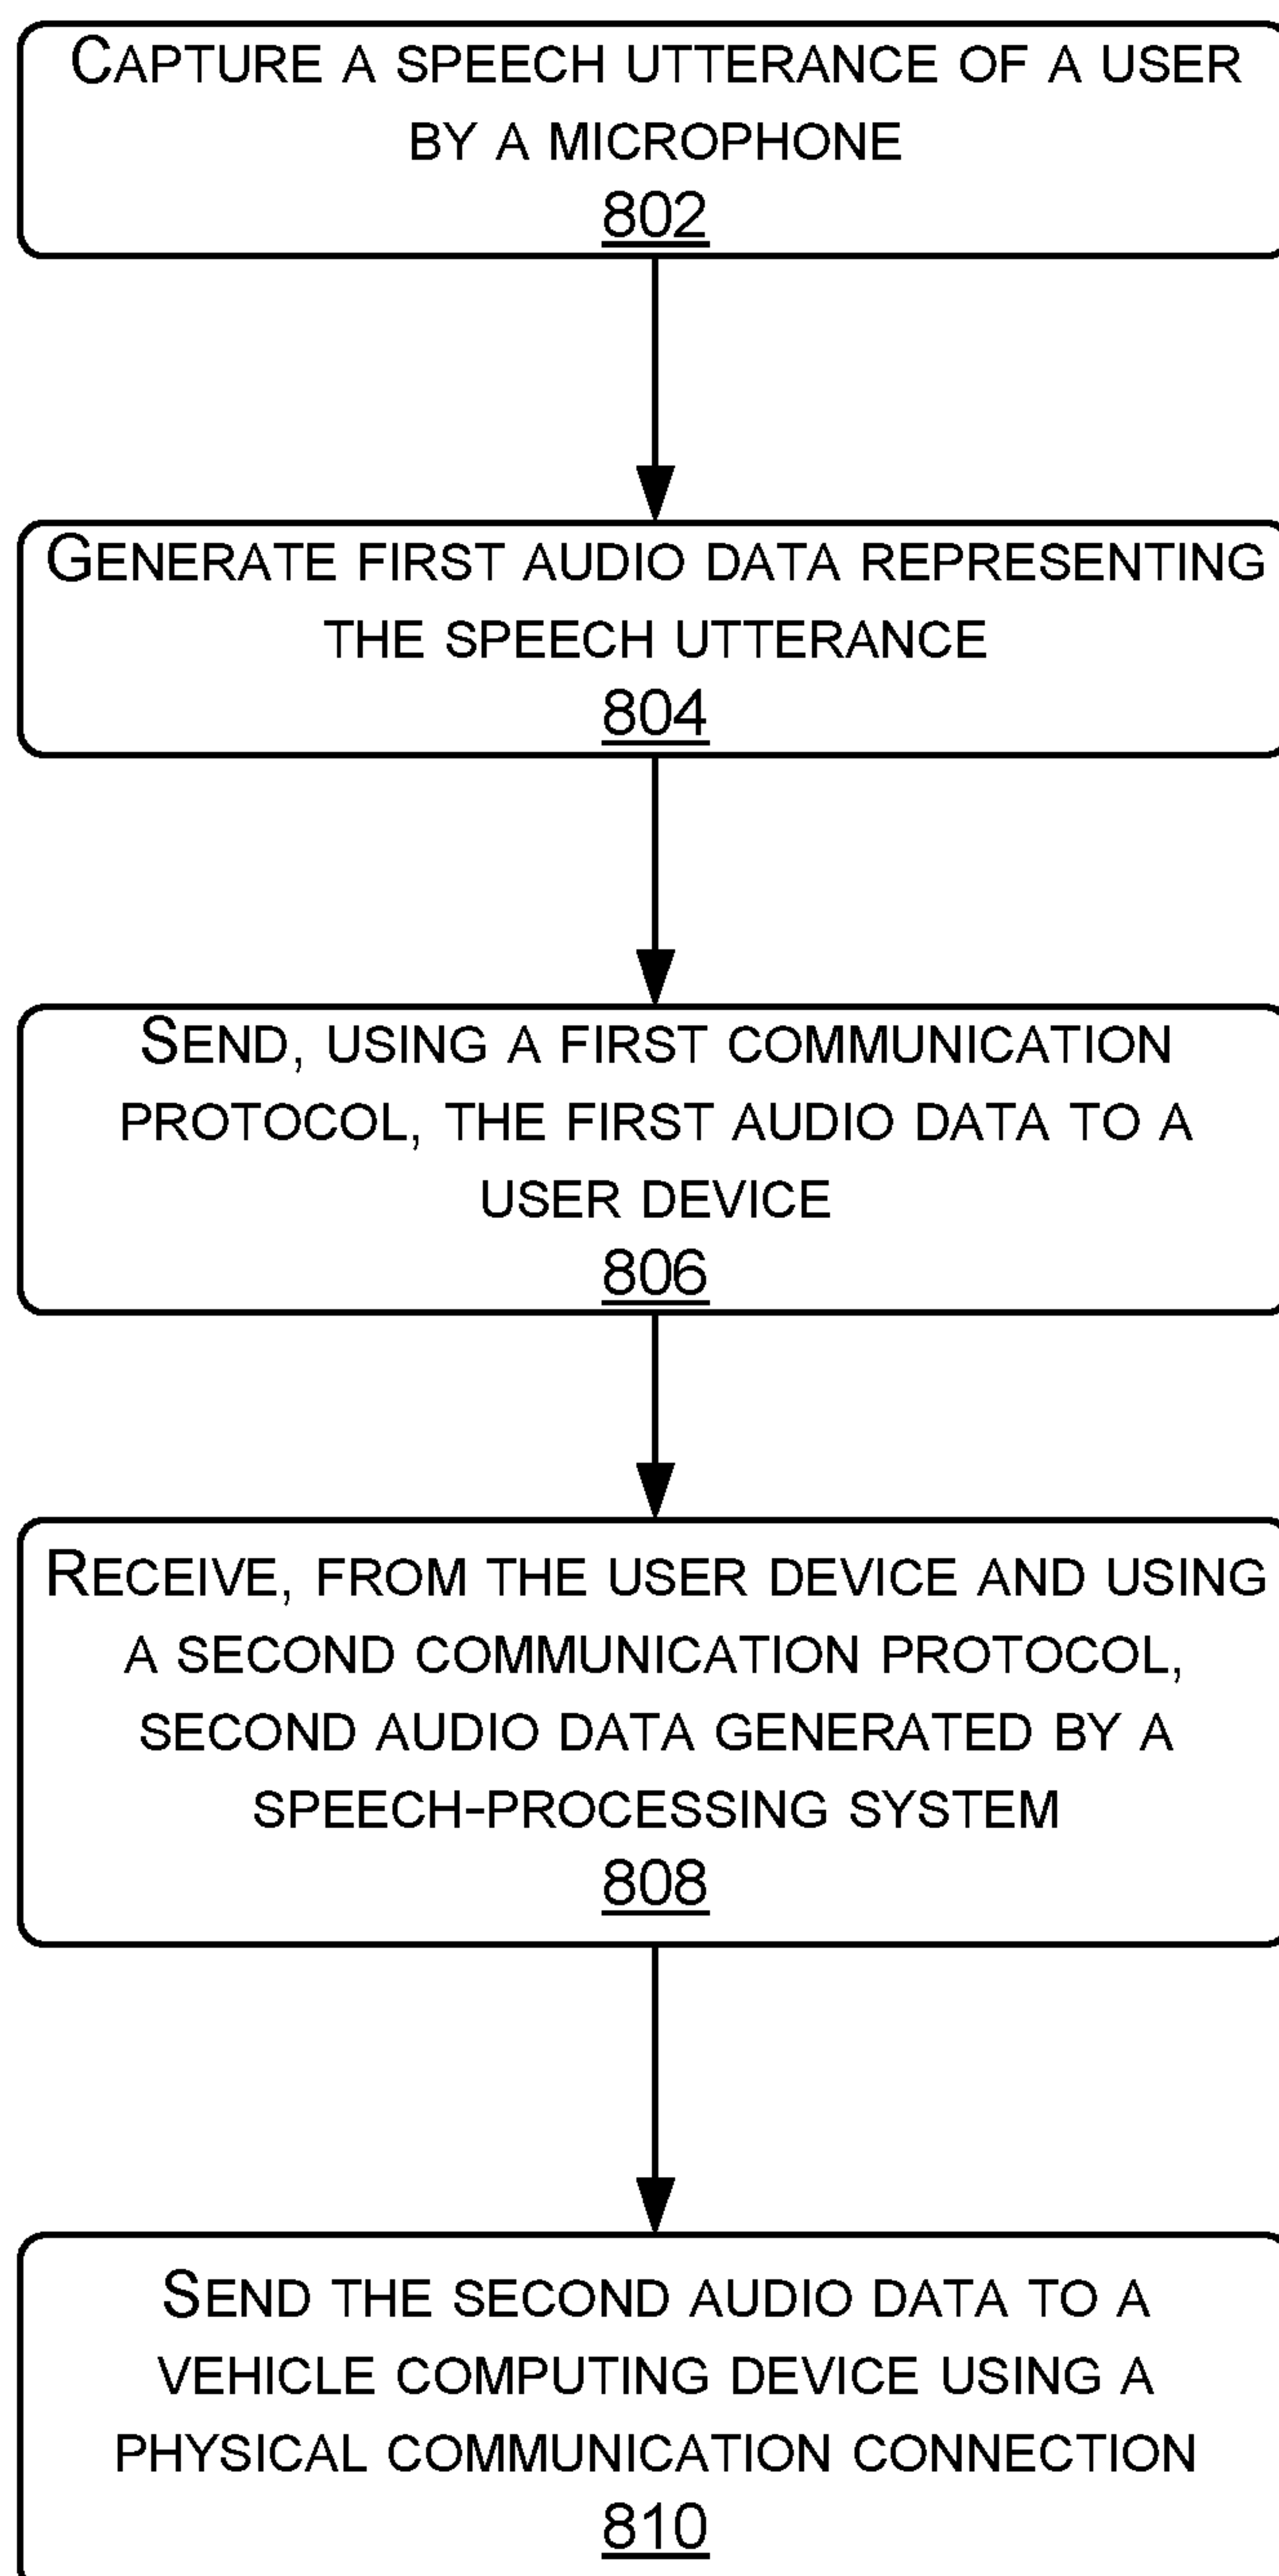 CAPTURE A SPEECH UTTERANCE OF A USER
BY A MICROPHONE
802
GENERATE FIRST AUDIO DATA REPRESENTING
THE SPEECH UTTERANCE
804
SEND, USING A FIRST COMMUNICATION
PROTOCOL, THE FIRST AUDIO DATA TO A
USER DEVICE
806
RECEIVE, FROM THE USER DEVICE AND USING
A SECOND COMMUNICATION PROTOCOL,
SECOND AUDIO DATA GENERATED BY A
SPEECH-PROCESSING SYSTEM
808
SEND THE SECOND AUDIO DATA TO A
VEHICLE COMPUTING DEVICE USING A
PHYSICAL COMMUNICATION CONNECTION
810